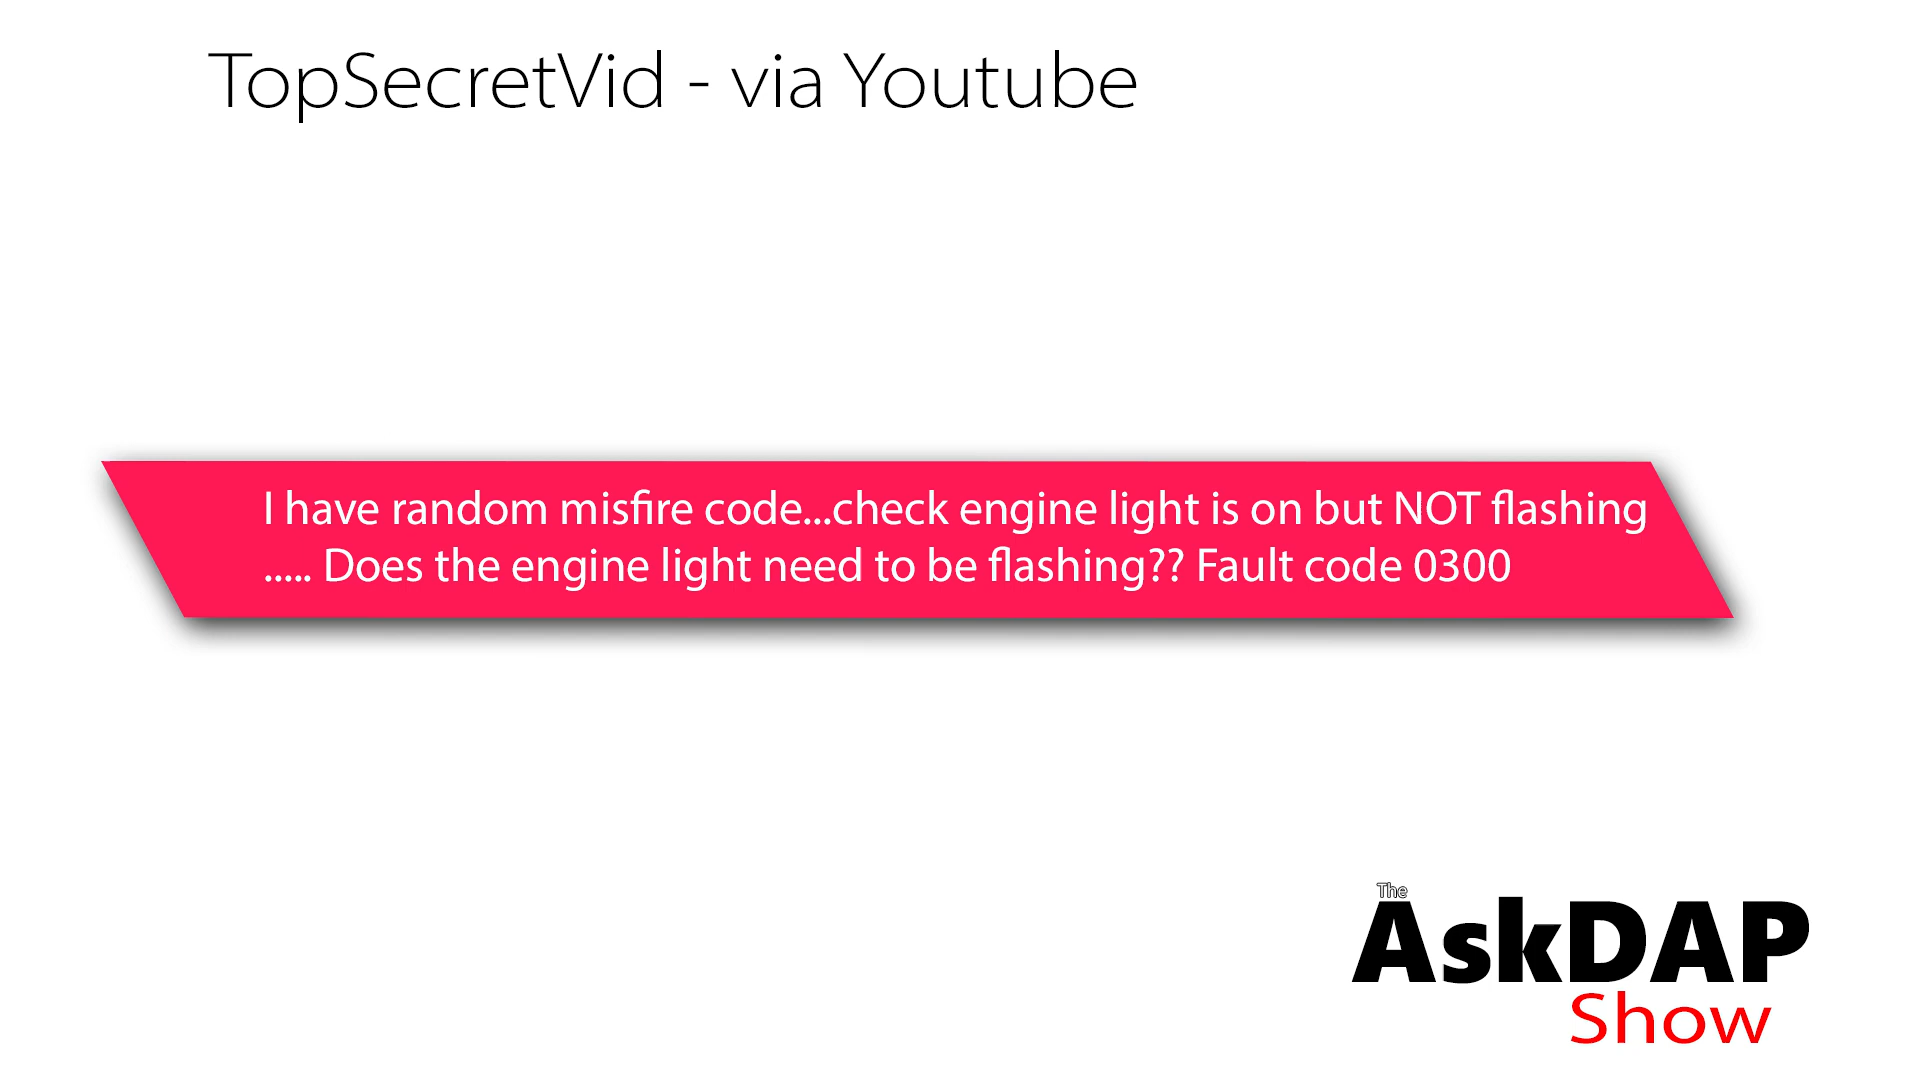 TopSecretVid - via Youtube
I have random misfire code...check engine light is on but NOT flashing
..... Does the engine light need to be flashing?? Fault code 0300
The
AskDAP
Show